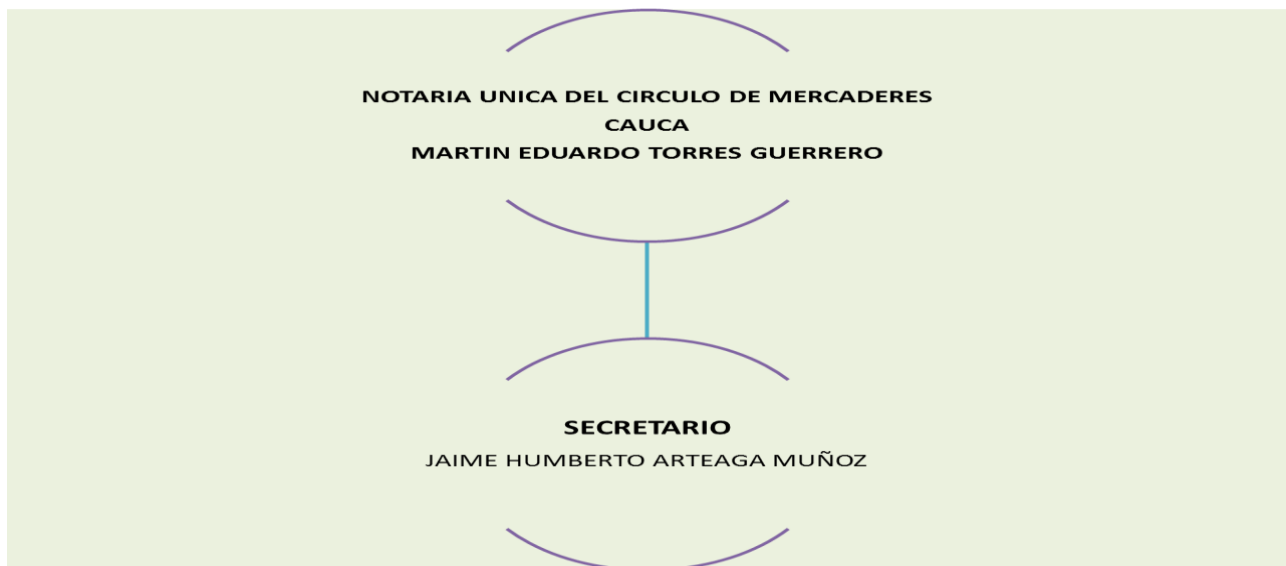 NOTARIA UNICA DEL CIRCULO DE MERCADERES
CAUCA
MARTIN EDUARDO TORRES GUERRERO
SECRETARIO
JAIME HUMBERTO ARTEAGA MUÑOZ